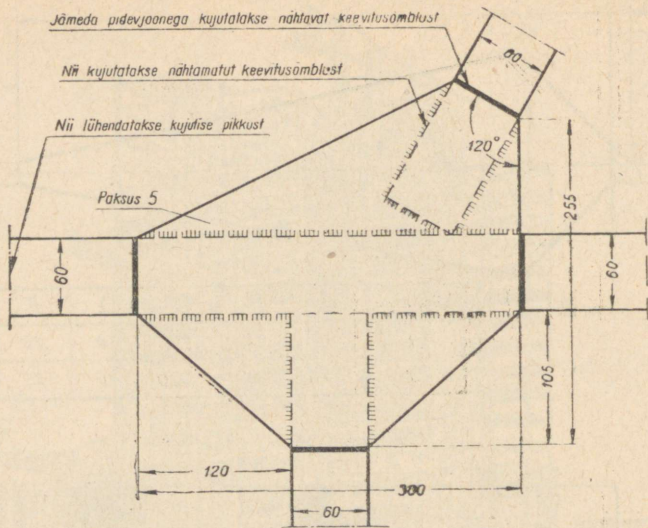 Jämeda pidevjoonega kujutatakse nähtavat keevitusõmblust
60
Nii kujutatakse nähtamatut keevitusõmblust
Nii lühendatakse kujutise pikkust
120°
Paksus 5
255
60
60
105
120
300
60